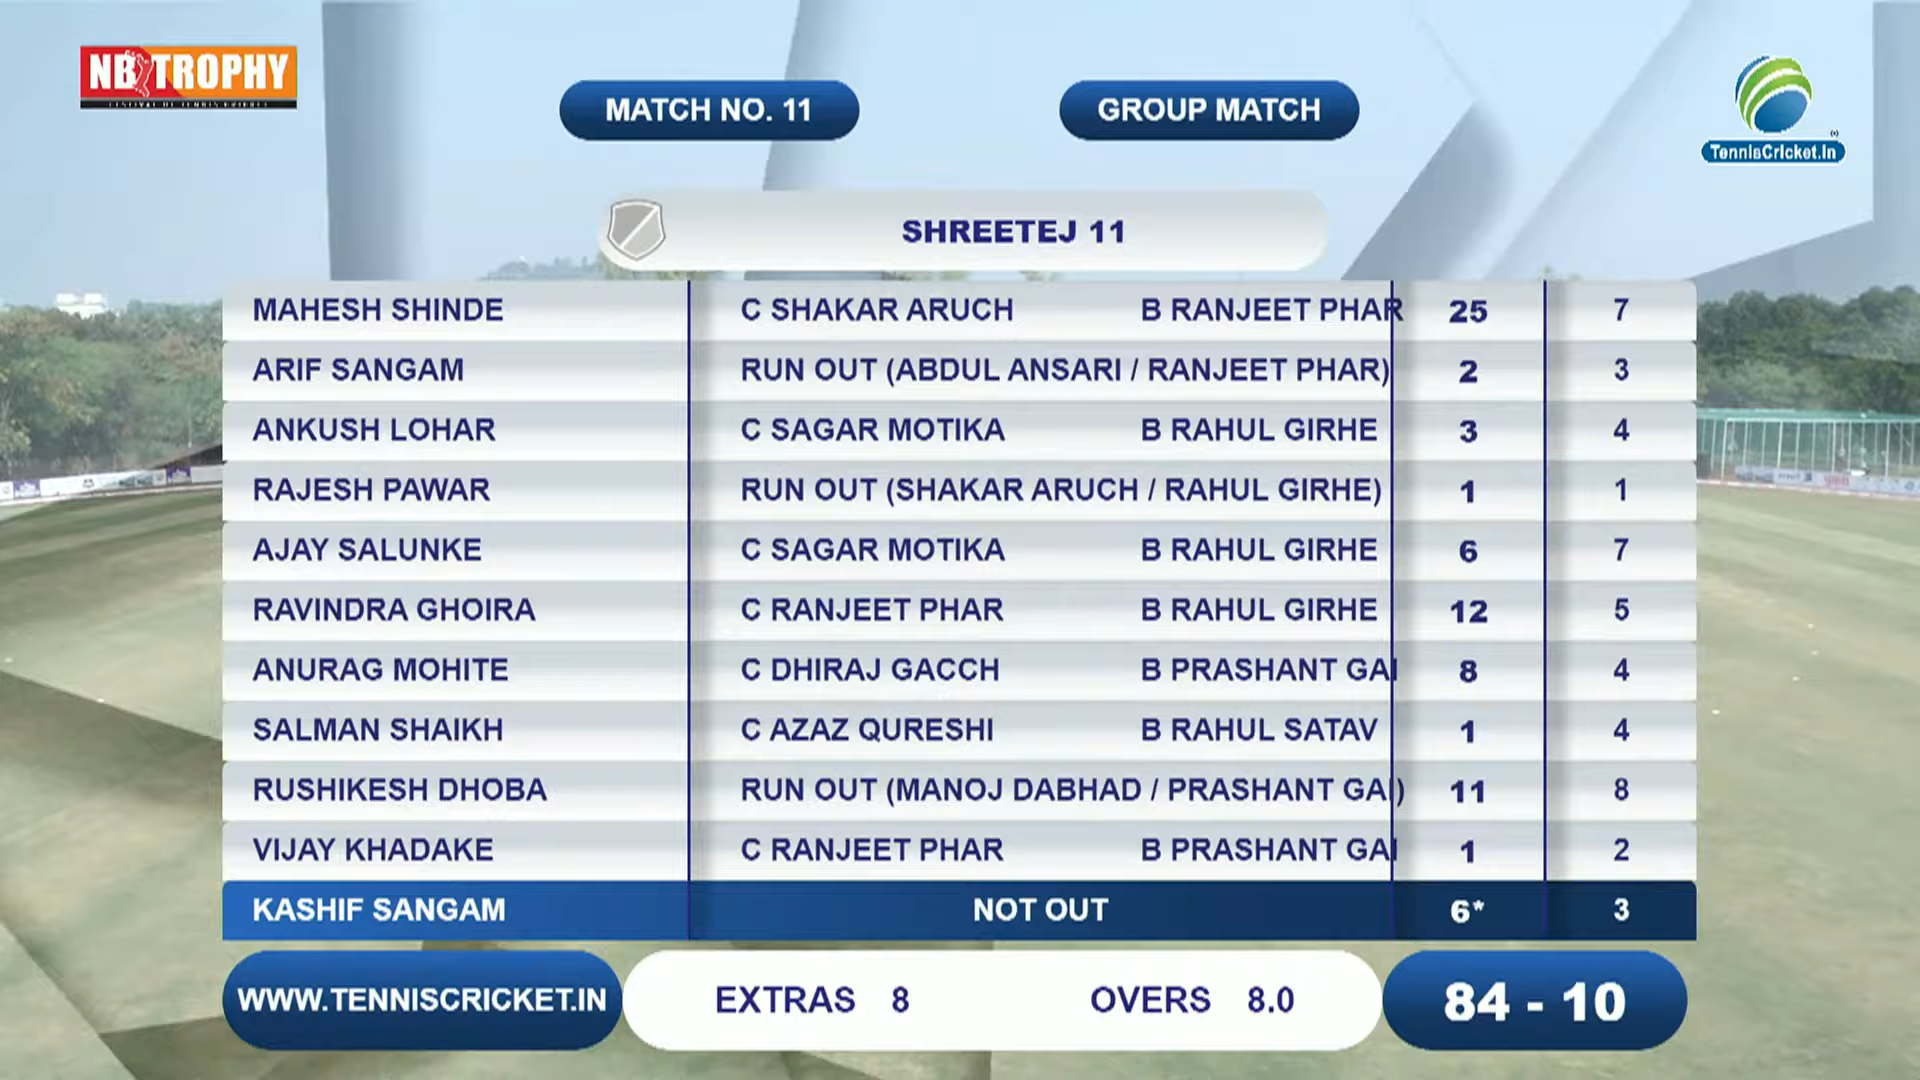 NB TROPHY
MATCH NO. 11
GROUP MATCH
TennisCricket.in
SHREETEJ 11
MAHESH SHINDE C SHAKAR ARUCH B RANJEET PHAR 25 7
ARIF SANGAM RUN OUT (ABDUL ANSARI / RANJEET PHAR) 2 3
ANKUSH LOHAR C SAGAR MOTIKA B RAHUL GIRHE 3 4
RAJESH PAWAR RUN OUT (SHAKAR ARUCH / RAHUL GIRHE) 1 1
AJAY SALUNKE C SAGAR MOTIKA B RAHUL GIRHE 6 7
RAVINDRA GHOIRA C RANJEET PHAR B RAHUL GIRHE 12 5
ANURAG MOHITE C DHIRAJ GACCH B PRASHANT GAI 8 4
SALMAN SHAIKH C AZAZ QURESHI B RAHUL SATAV 1 4
RUSHIKESH DHOBA RUN OUT (MANOJ DABHAD / PRASHANT GAI) 11 8
VIJAY KHADAKE C RANJEET PHAR B PRASHANT GAI 1 2
KASHIF SANGAM NOT OUT 6* 3
WWW.TENNISCRICKET.IN EXTRAS 8 OVERS 8.0 84 - 10